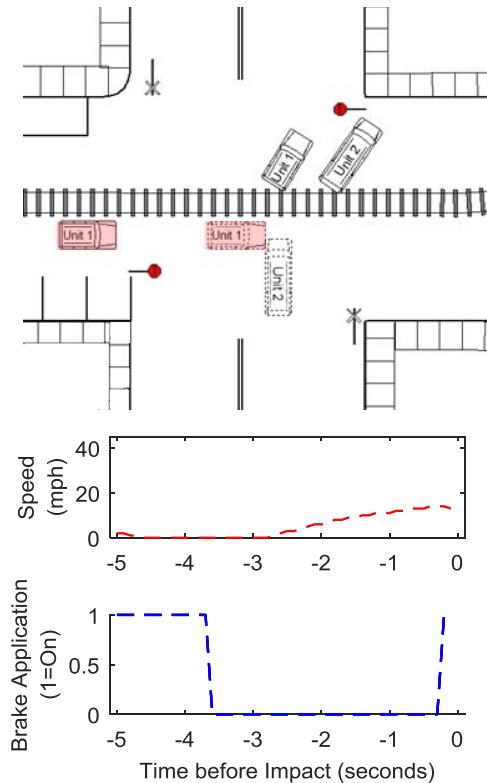 Unit 1
Unit 2
Unit 1
Unit 1
Unit 2
Speed
(mph)
40
20
0
-5 -4 -3 -2 -1 0
Brake Application
(1=On)
1
0.5
0
-5 -4 -3 -2 -1 0
Time before Impact (seconds)